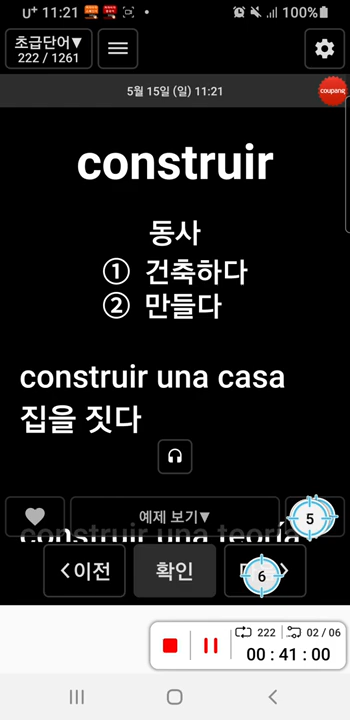 U+ 11:21 100%
초급단어▼
222 / 1261
5월 15일 (일) 11:21
coupang
construir
동사
① 건축하다
② 만들다
construir una casa
집을 짓다
예제 보기▼
5
construir una teoría
<이전
확인
6
222 02 / 06
00 : 41 : 00